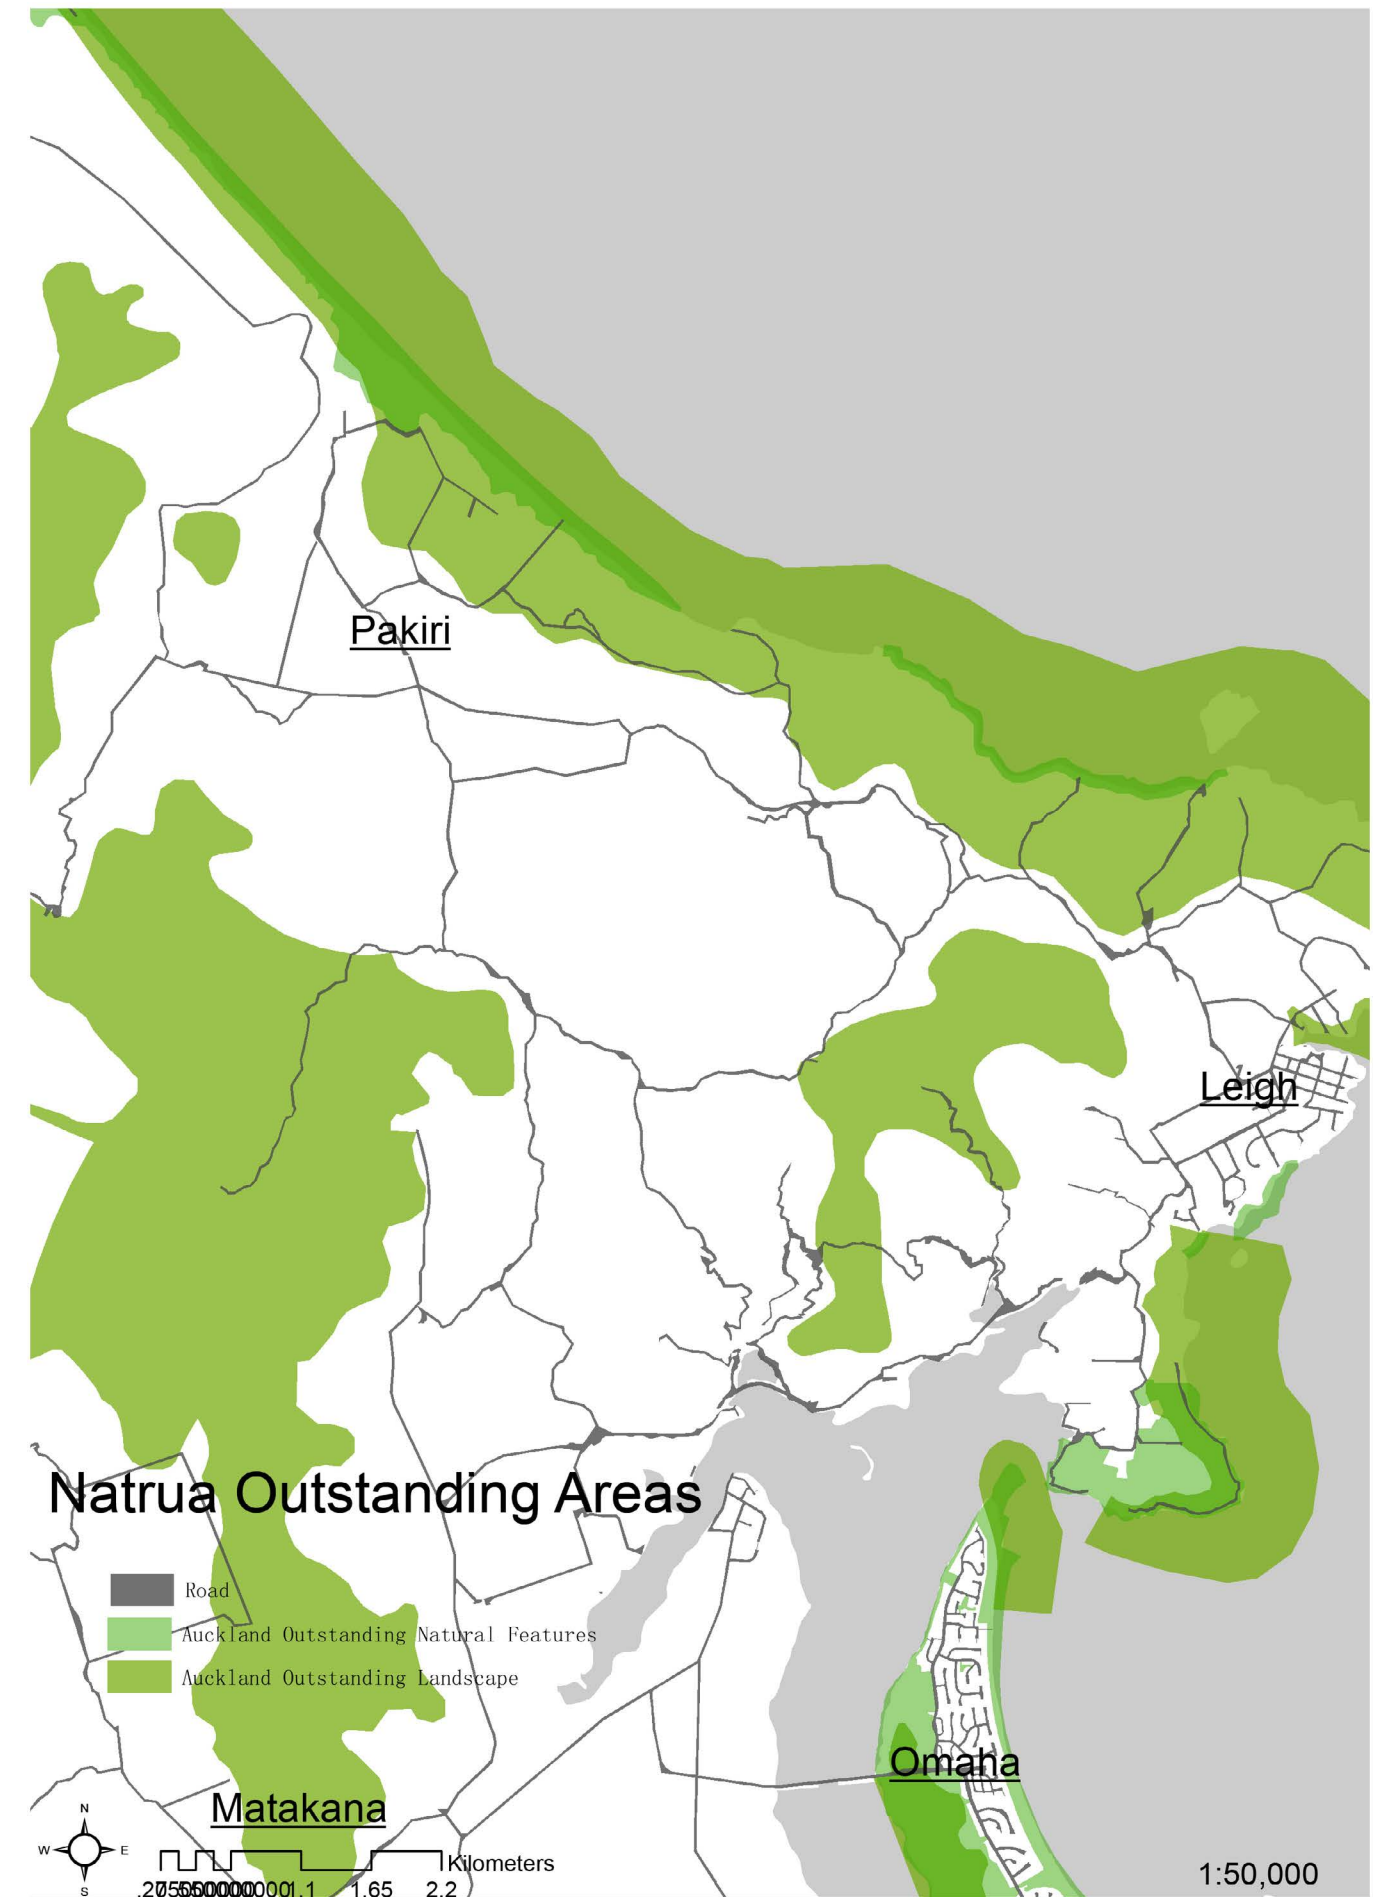 Pakiri
Leigh
Natrua Outstanding Areas
Road
Auckland Outstanding Natural Features
Auckland Outstanding Landscape
Omaha
Matakana
N
W E
S
Kilometers
1.1 1.65 2.2
1:50,000